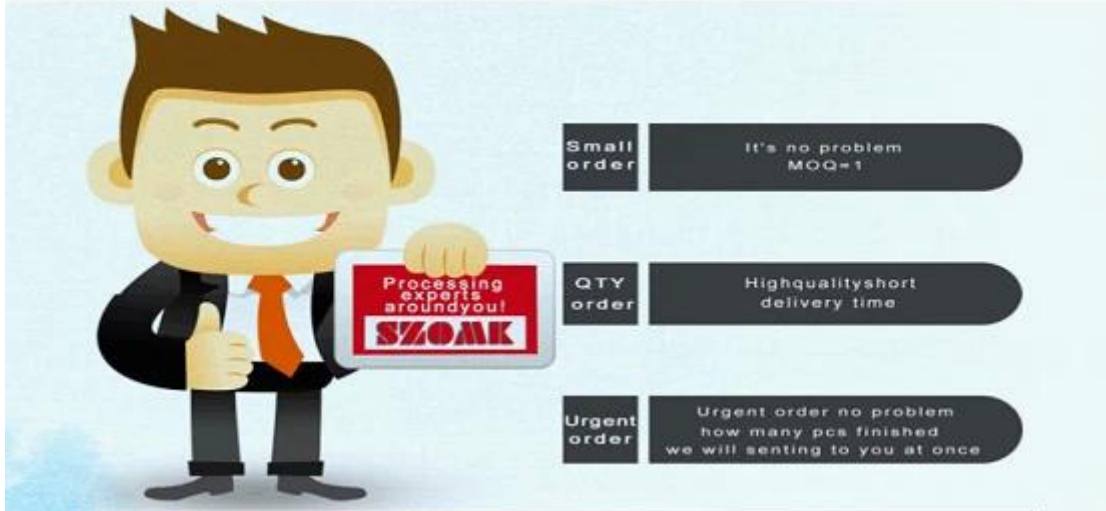 Processing
experts
aroundyou!
SZOMK
Small
order
It's no problem
MOQ=1
QTY
order
Highqualityshort
delivery time
Urgent
order
Urgent order no problem
how many pcs finished
we will senting to you at once